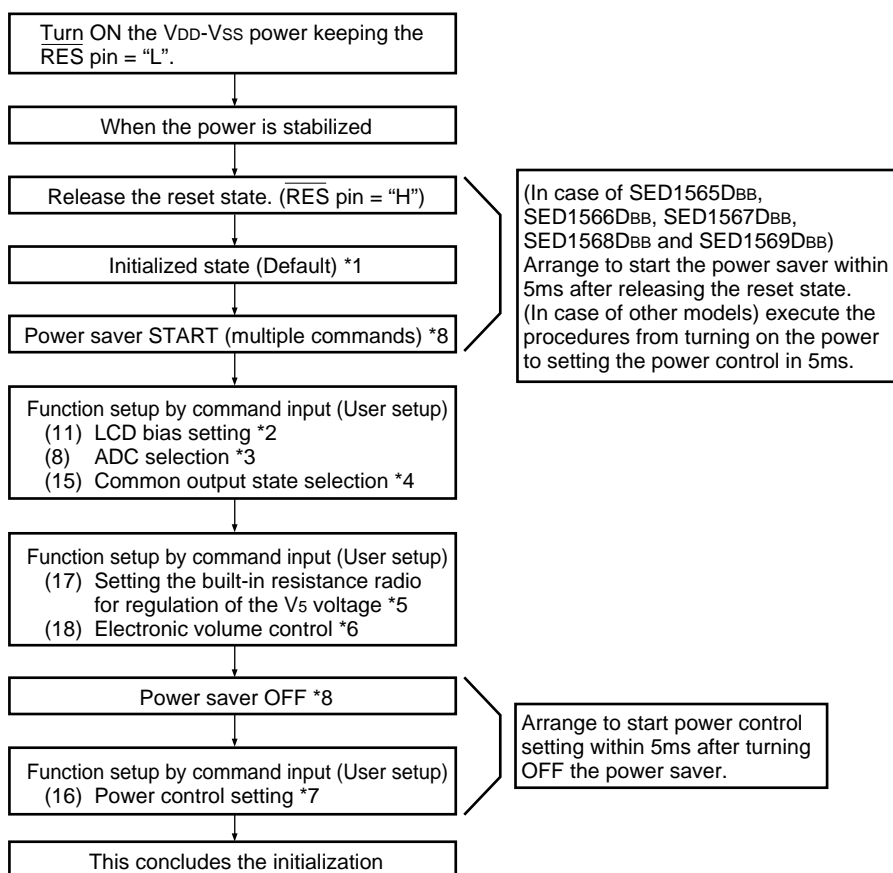 Turn ON the VDD-VSS power keeping the
RES pin = “L”.
When the power is stabilized
Release the reset state. (RES pin = “H”)
Initialized state (Default) *1
Power saver START (multiple commands) *8
(In case of SED1565DBB,
SED1566DBB, SED1567DBB,
SED1568DBB and SED1569DBB)
Arrange to start the power saver within
5ms after releasing the reset state.
(In case of other models) execute the
procedures from turning on the power
to setting the power control in 5ms.
Function setup by command input (User setup)
(11) LCD bias setting *2
(8) ADC selection *3
(15) Common output state selection *4
Function setup by command input (User setup)
(17) Setting the built-in resistance radio
for regulation of the V5 voltage *5
(18) Electronic volume control *6
Power saver OFF *8
Function setup by command input (User setup)
(16) Power control setting *7
Arrange to start power control
setting within 5ms after turning
OFF the power saver.
This concludes the initialization